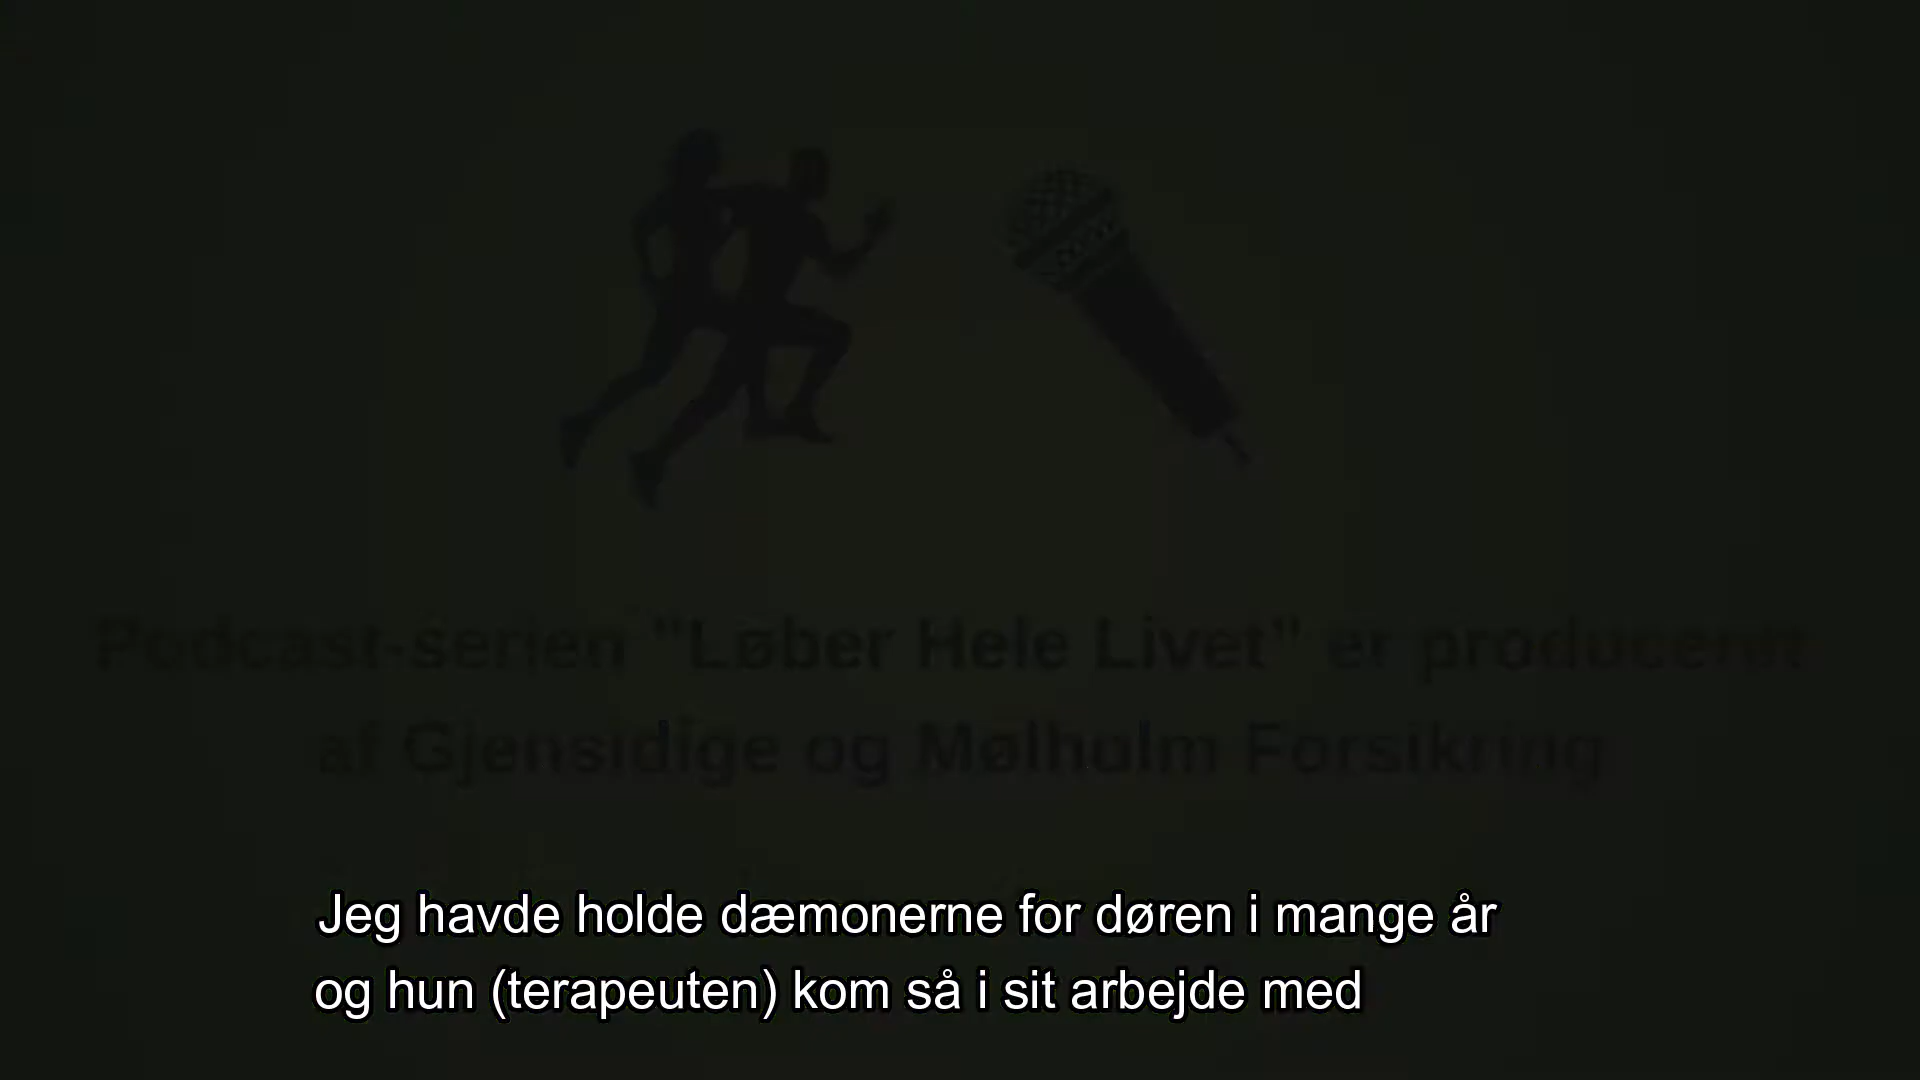 Podcast-serien "Løber Hele Livet" er produceret
af Gjensidige og Mølholm Forsikring
Jeg havde holde dæmonerne for døren i mange år
og hun (terapeuten) kom så i sit arbejde med